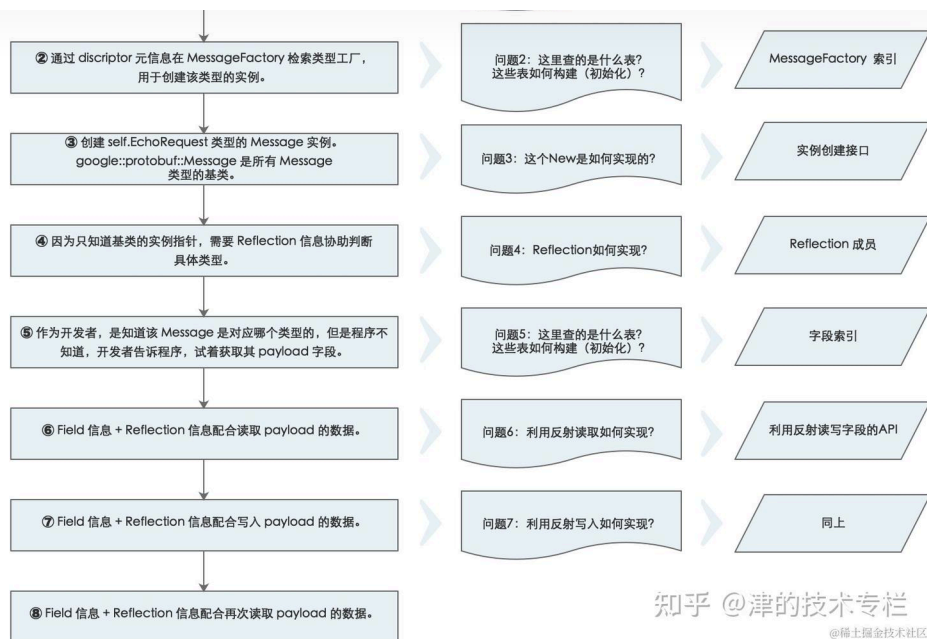 ② 通过 discriptor 元信息在 MessageFactory 检索类型工厂,
用于创建该类型的实例。
问题2:这里查的是什么表?
这些表如何构建(初始化)?
MessageFactory 索引
③ 创建 self.EchoRequest 类型的 Message 实例。
google::protobuf::Message 是所有 Message
类型的基类。
问题3:这个New是如何实现的?
实例创建接口
④ 因为只知道基类的实例指针,需要 Reflection 信息协助判断
具体类型。
问题4:Reflection如何实现?
Reflection 成员
⑤ 作为开发者,是知道该 Message 是对应哪个类型的,但是程序不
知道,开发者告诉程序,试着获取其 payload 字段。
问题5:这里查的是什么表?
这些表如何构建(初始化)?
字段索引
⑥ Field 信息 + Reflection 信息配合读取 payload 的数据。
问题6:利用反射读取如何实现?
利用反射读写字段的API
⑦ Field 信息 + Reflection 信息配合写入 payload 的数据。
问题7:利用反射写入如何实现?
同上
⑧ Field 信息 + Reflection 信息配合再次读取 payload 的数据。
知乎 @津的技术专栏
@稀土掘金技术社区